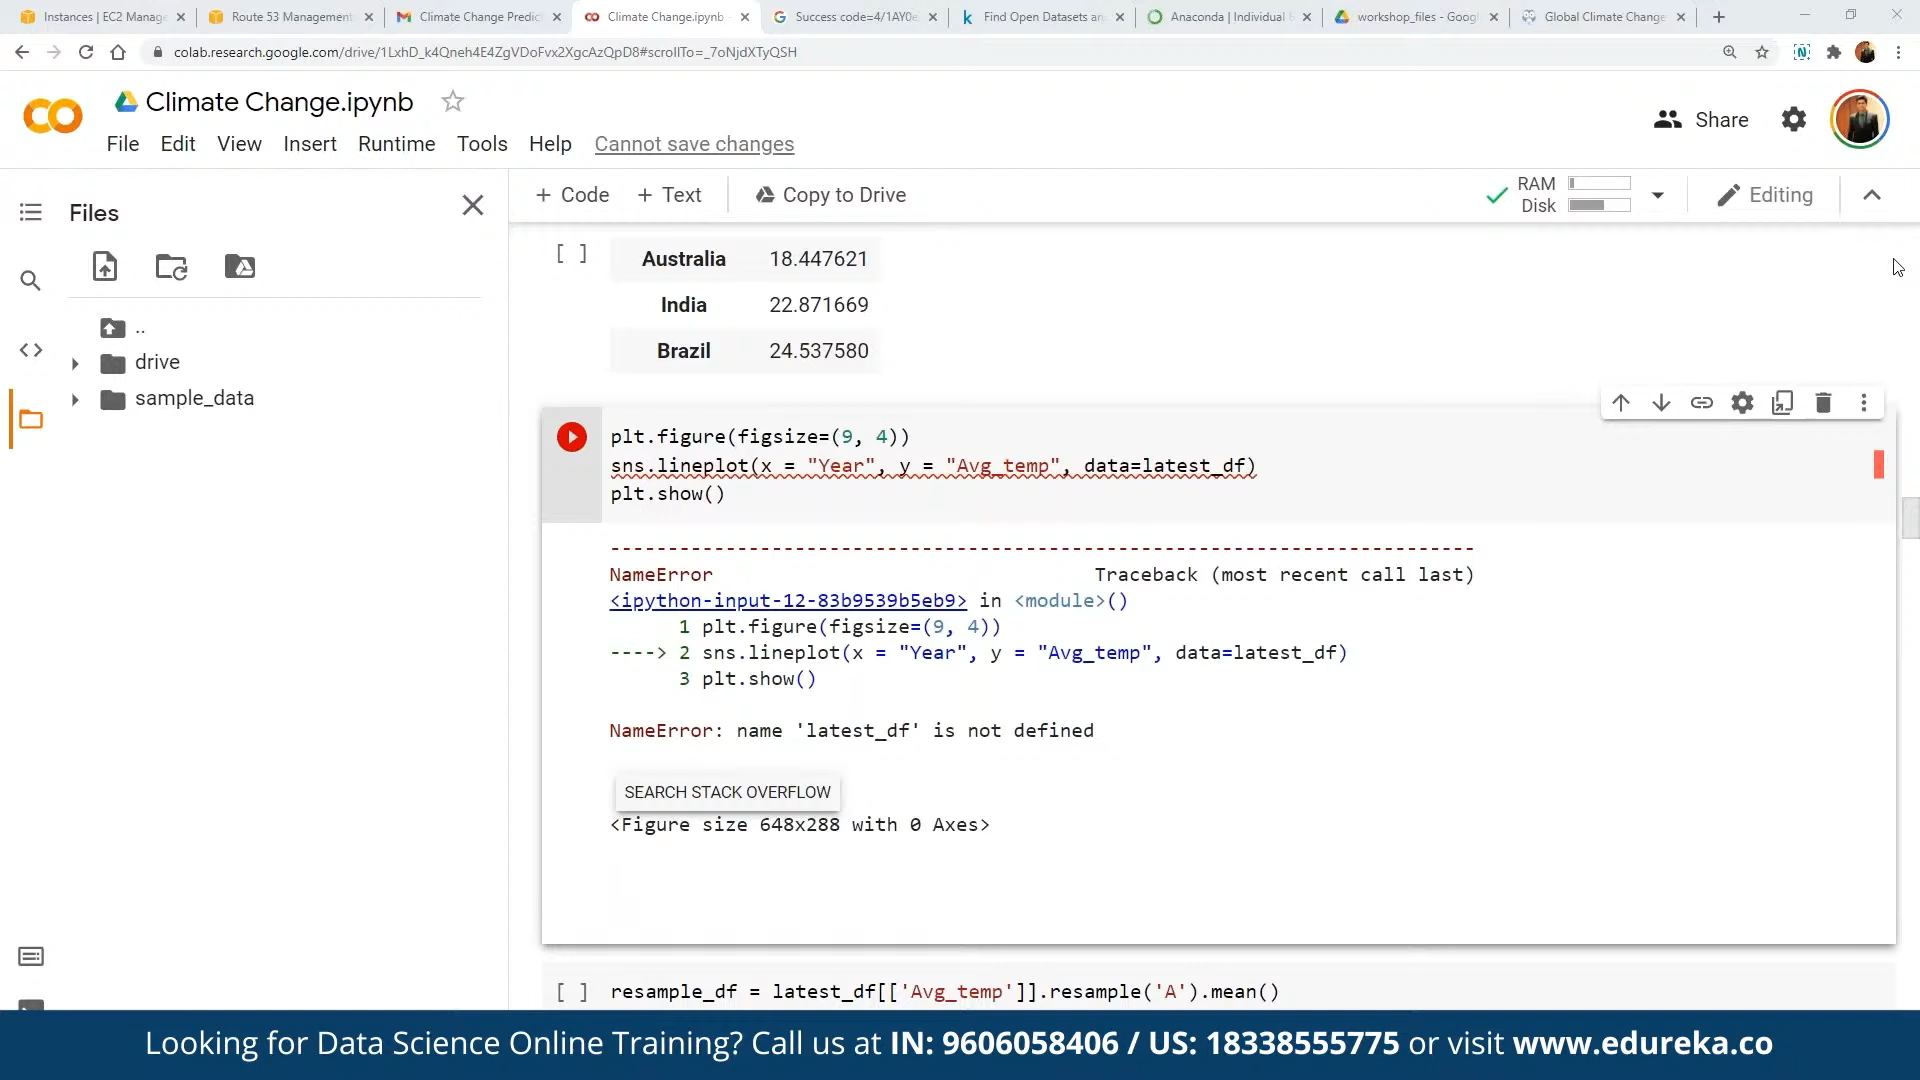 Instances | EC2 Manage
Route 53 Management
Climate Change Predic
Climate Change.ipynb -
Success code=4/1AY0e
Find Open Datasets an
Anaconda | Individual E
workshop_files - Googl
Global Climate Change
colab.research.google.com/drive/1LxhD_k4Qneh4E4ZgVDoFvx2XgcAzQpD8#scrollTo=_7oNjdXTyQSH
Climate Change.ipynb
Share
File Edit View Insert Runtime Tools Help Cannot save changes
Files
+ Code + Text Copy to Drive
RAM
Disk
Editing
..
drive
sample_data
[ ]
Australia 18.447621
India 22.871669
Brazil 24.537580
plt.figure(figsize=(9, 4))
sns.lineplot(x = "Year", y = "Avg_temp", data=latest_df)
plt.show()
---------------------------------------------------------------------------
NameError Traceback (most recent call last)
<ipython-input-12-83b9539b5eb9> in <module>()
1 plt.figure(figsize=(9, 4))
----> 2 sns.lineplot(x = "Year", y = "Avg_temp", data=latest_df)
3 plt.show()
NameError: name 'latest_df' is not defined
SEARCH STACK OVERFLOW
<Figure size 648x288 with 0 Axes>
[ ] resample_df = latest_df[['Avg_temp']].resample('A').mean()
Looking for Data Science Online Training? Call us at IN: 9606058406 / US: 18338555775 or visit www.edureka.co